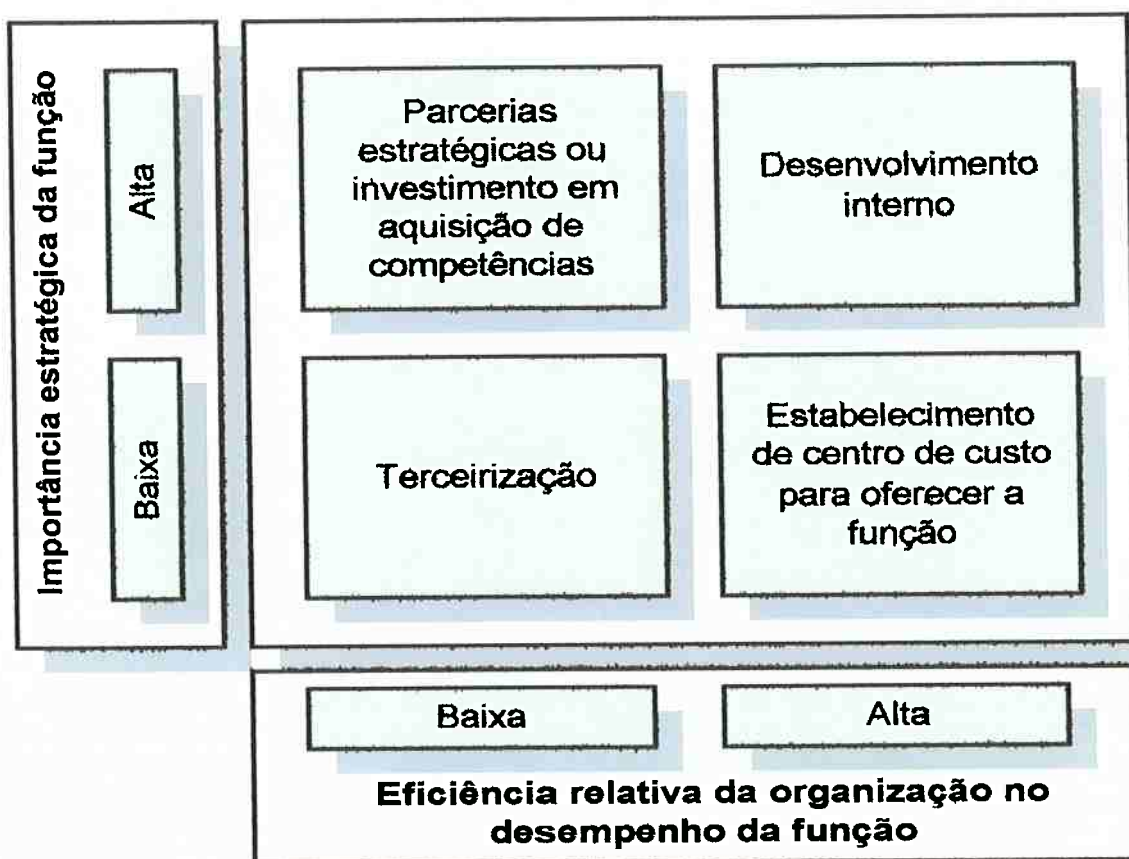 Importância estratégica da função
Alta
Baixa
Parcerias
estratégicas ou
investimento em
aquisição de
competências
Desenvolvimento
interno
Terceirização
Estabelecimento
de centro de custo
para oferecer a
função
Baixa
Alta
Eficiência relativa da organização no
desempenho da função